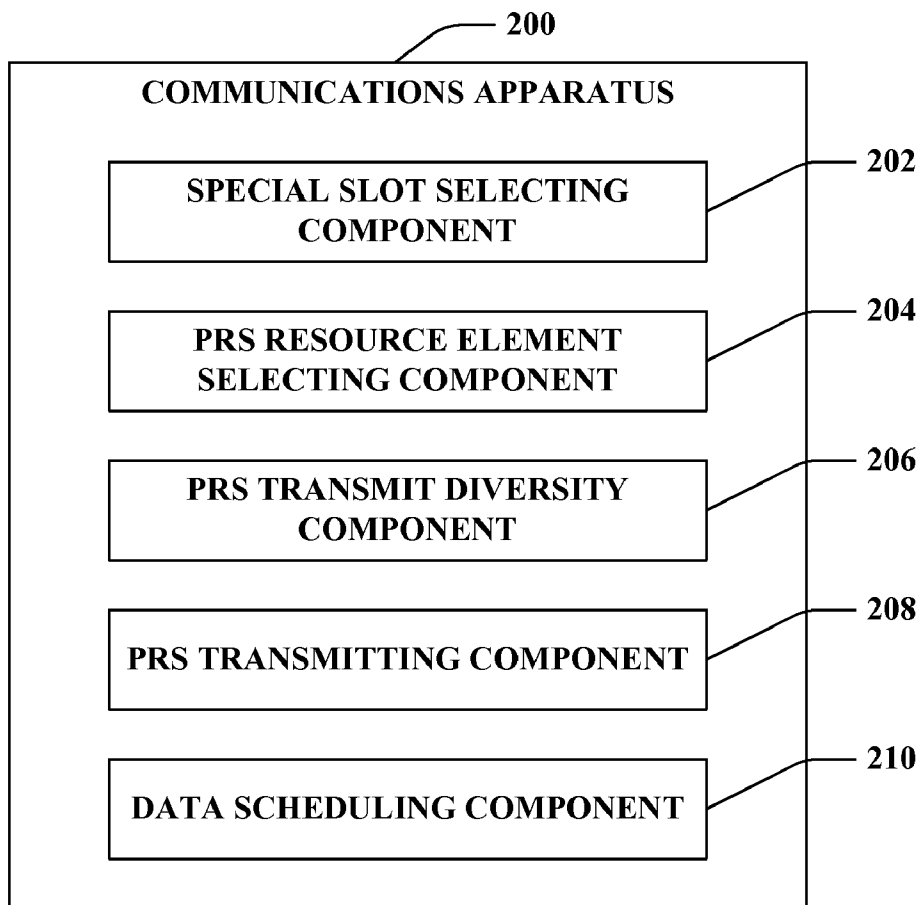 200
COMMUNICATIONS APPARATUS
202
SPECIAL SLOT SELECTING
COMPONENT
204
PRS RESOURCE ELEMENT
SELECTING COMPONENT
206
PRS TRANSMIT DIVERSITY
COMPONENT
208
PRS TRANSMITTING COMPONENT
210
DATA SCHEDULING COMPONENT